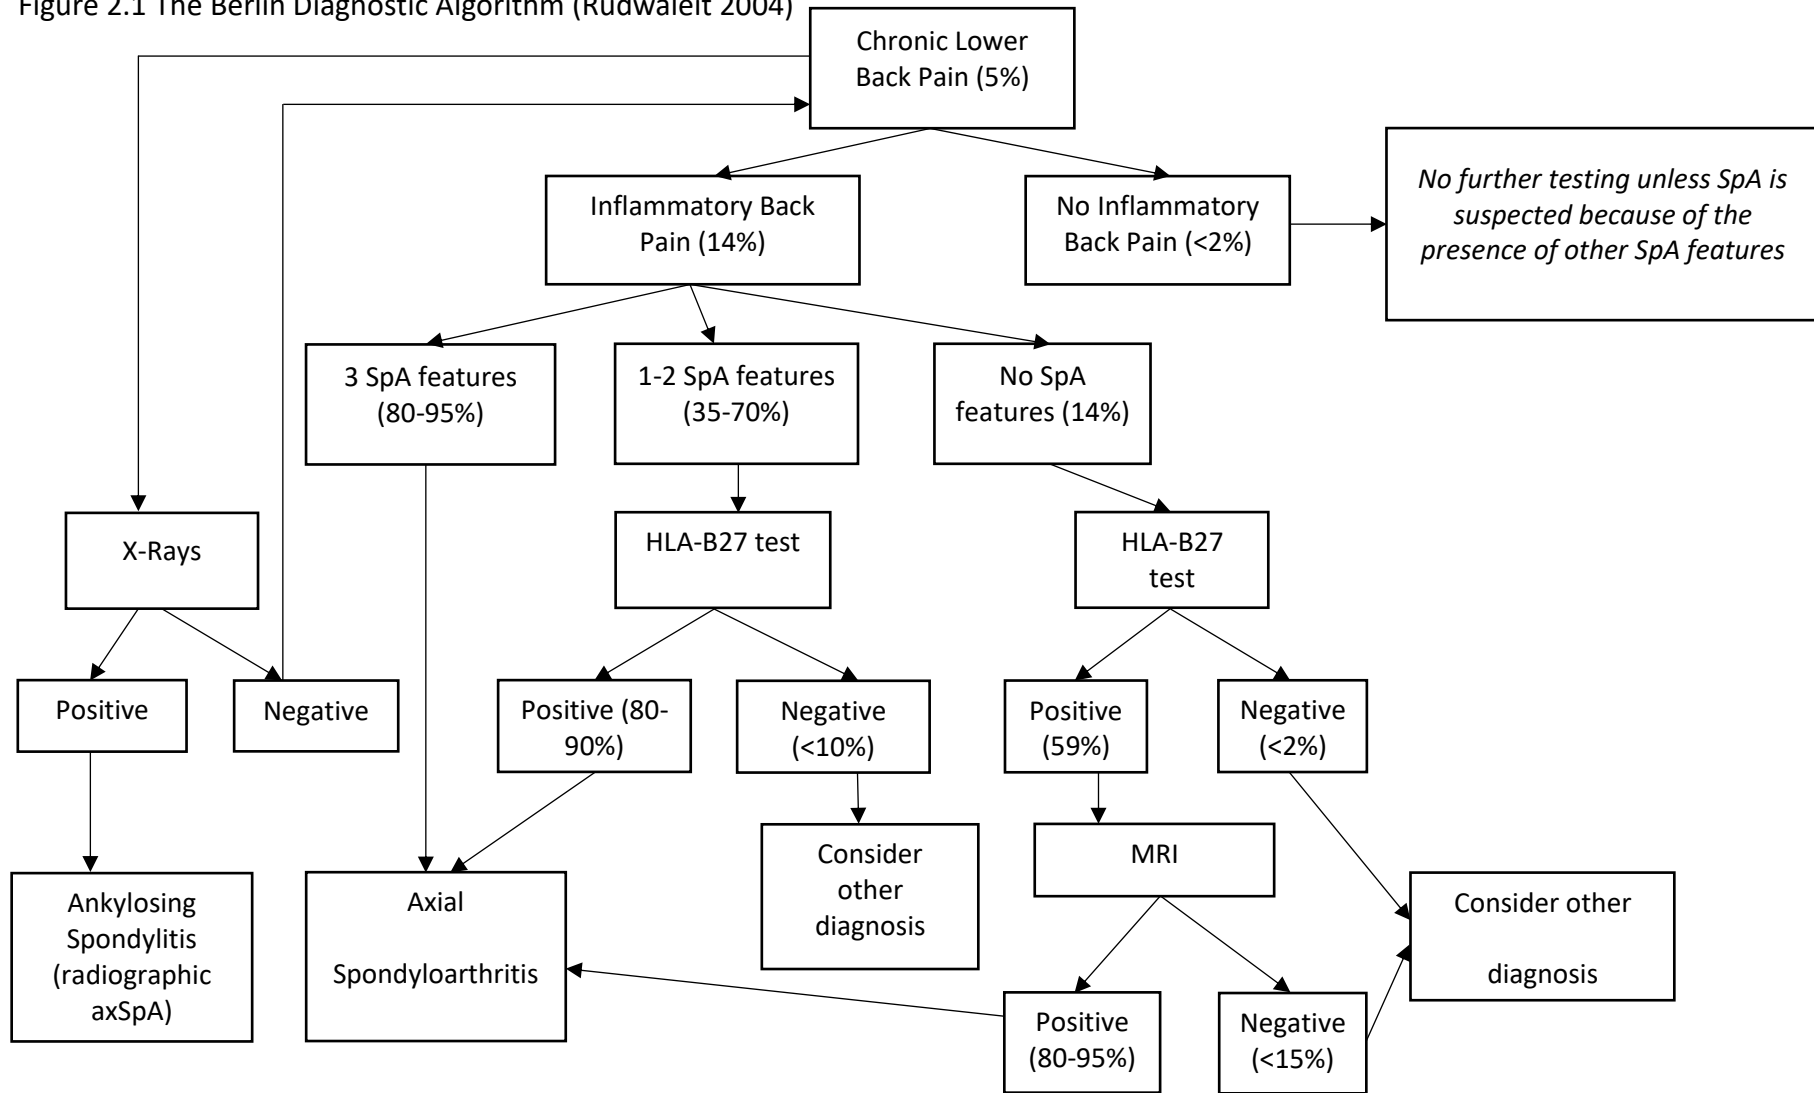 Figure 2.1 The Berlin Diagnostic Algorithm (Rudwaleit 2004)
Chronic Lower
Back Pain (5%)
Inflammatory Back
Pain (14%)
No Inflammatory
Back Pain (<2%)
No further testing unless SpA is
suspected because of the
presence of other SpA features
3 SpA features
(80-95%)
1-2 SpA features
(35-70%)
No SpA
features (14%)
X-Rays
HLA-B27 test
HLA-B27
test
Positive
Negative
Positive (80-
90%)
Negative
(<10%)
Positive
(59%)
Negative
(<2%)
Ankylosing
Spondylitis
(radiographic
axSpA)
Axial
Spondyloarthritis
Consider
other
diagnosis
MRI
Consider other
diagnosis
Positive
(80-95%)
Negative
(<15%)